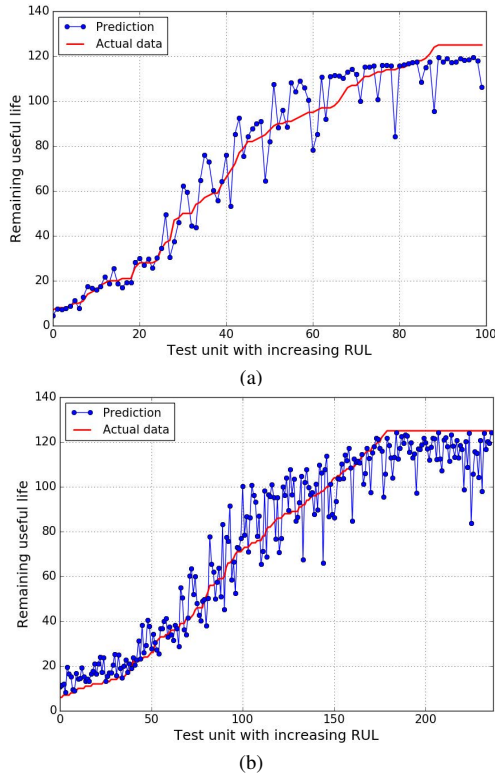 140
120
100
80
60
40
20
0
Remaining useful life
Prediction
Actual data
0 20 40 60 80 100
Test unit with increasing RUL
(a)
140
120
100
80
60
40
20
0
Remaining useful life
Prediction
Actual data
0 50 100 150 200
Test unit with increasing RUL
(b)